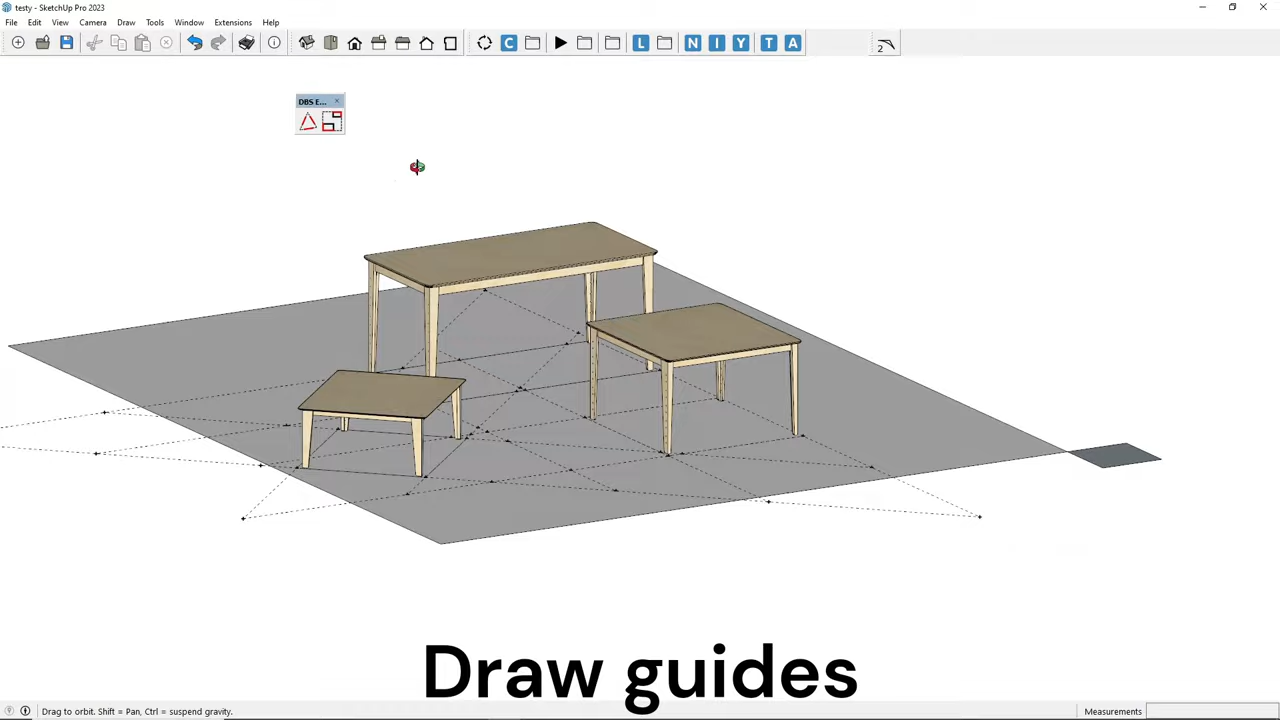 testy - SketchUp Pro 2023
File Edit View Camera Draw Tools Window Extensions Help
C L N I Y T A 2
DBS E...
Draw guides
Drag to orbit. Shift = Pan, Ctrl = suspend gravity.
Measurements